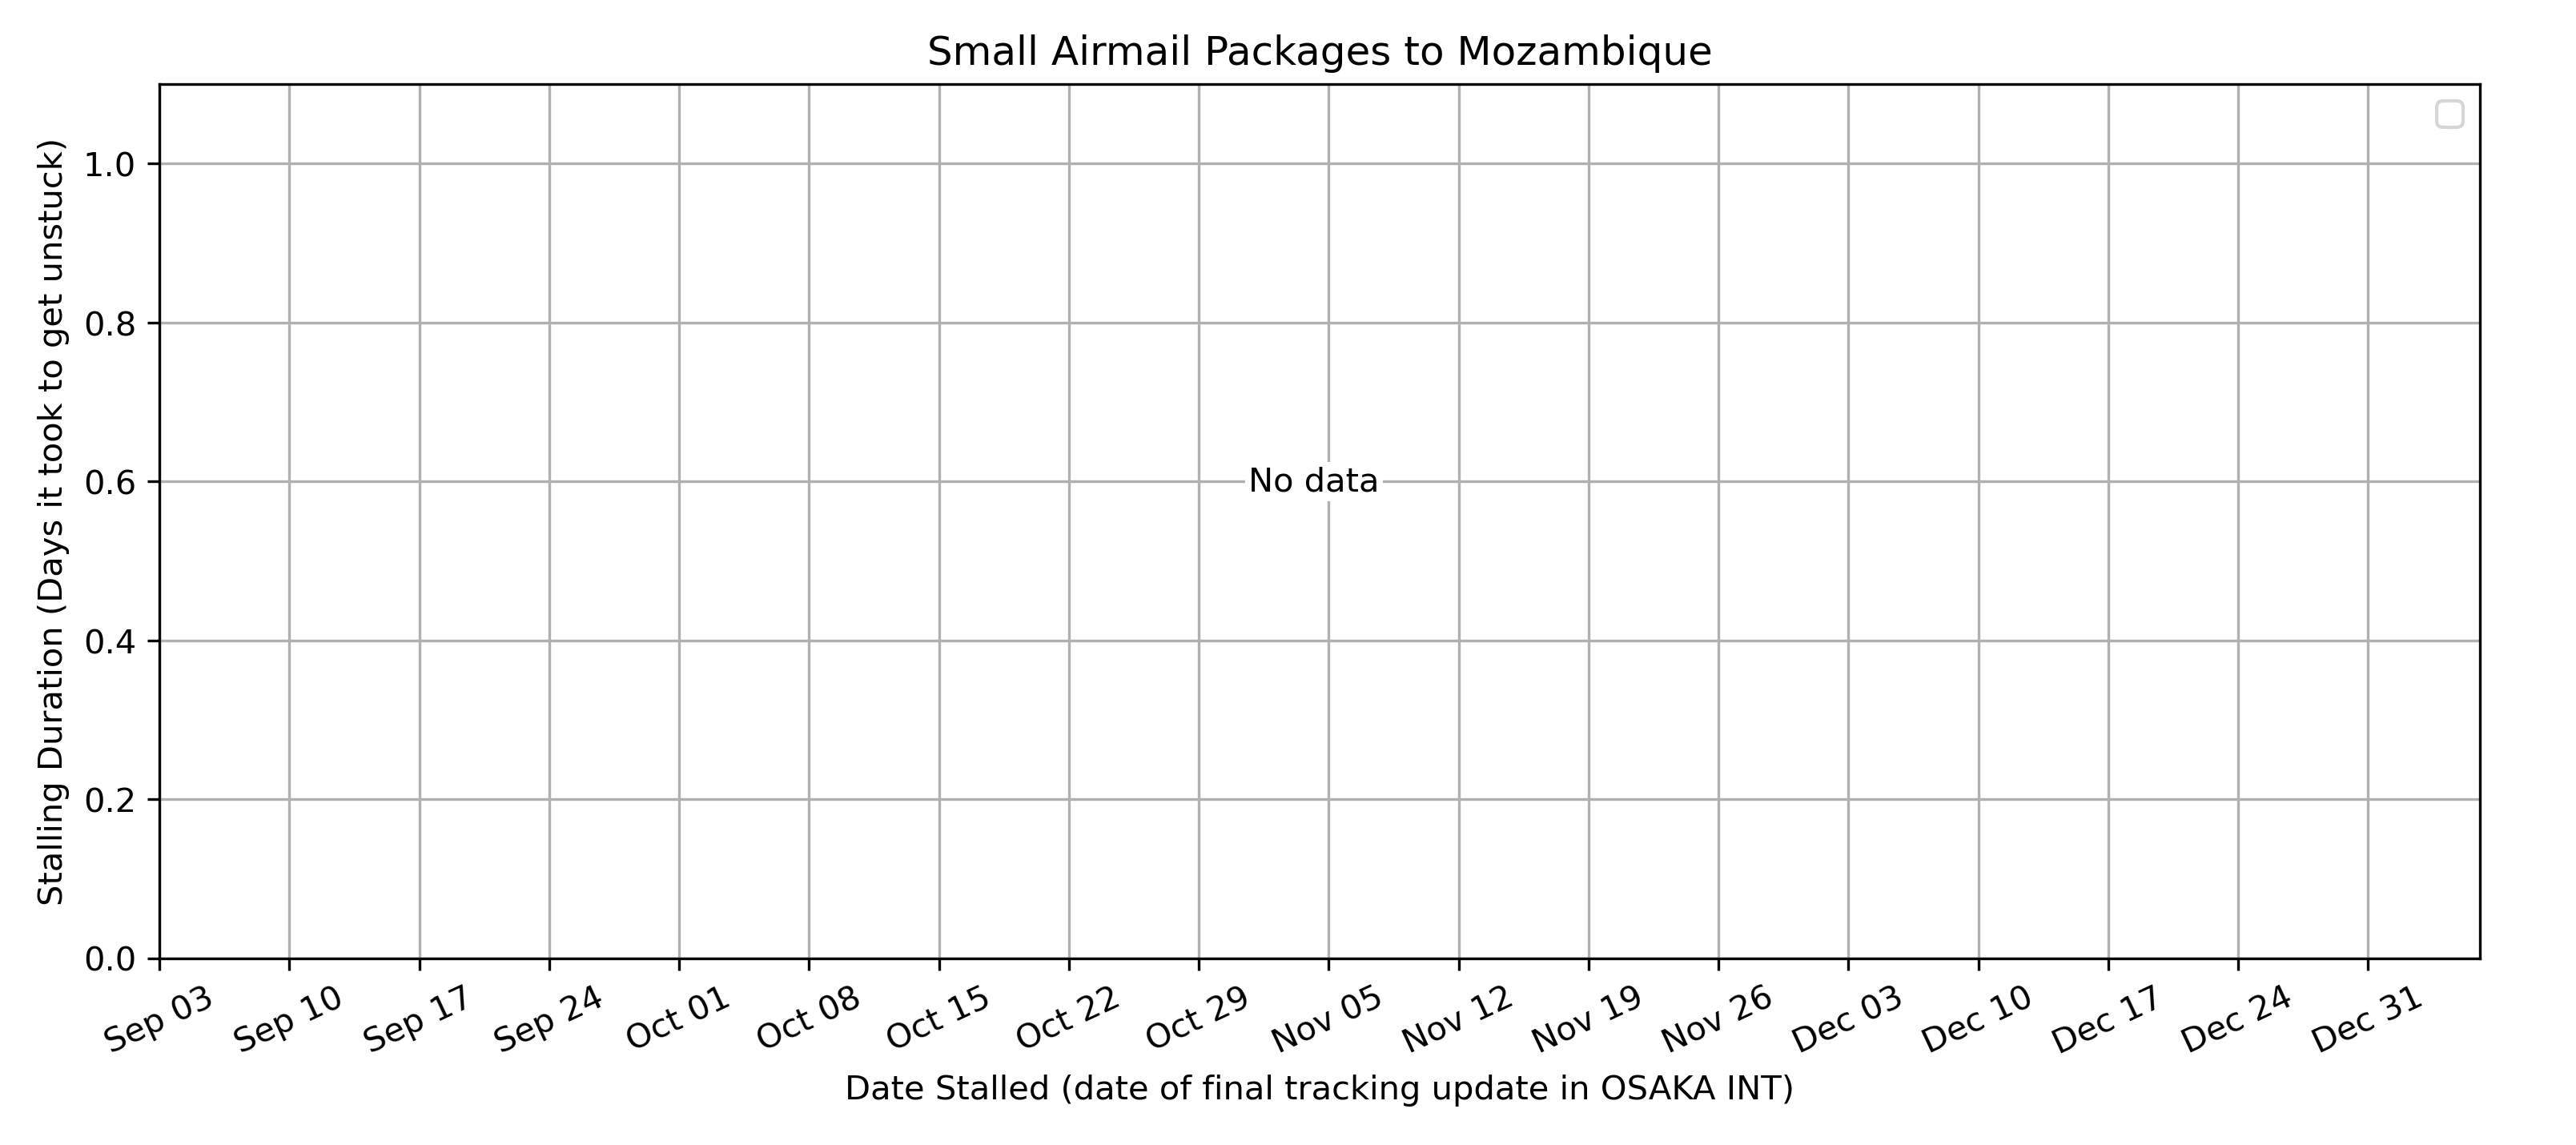 Small Airmail Packages to Mozambique
Stalling Duration (Days it took to get unstuck)
1.0
0.8
0.6
0.4
0.2
0.0
No data
Sep 03
Sep 10
Sep 17
Sep 24
Oct 01
Oct 08
Oct 15
Oct 22
Oct 29
Nov 05
Nov 12
Nov 19
Nov 26
Dec 03
Dec 10
Dec 17
Dec 24
Dec 31
Date Stalled (date of final tracking update in OSAKA INT)